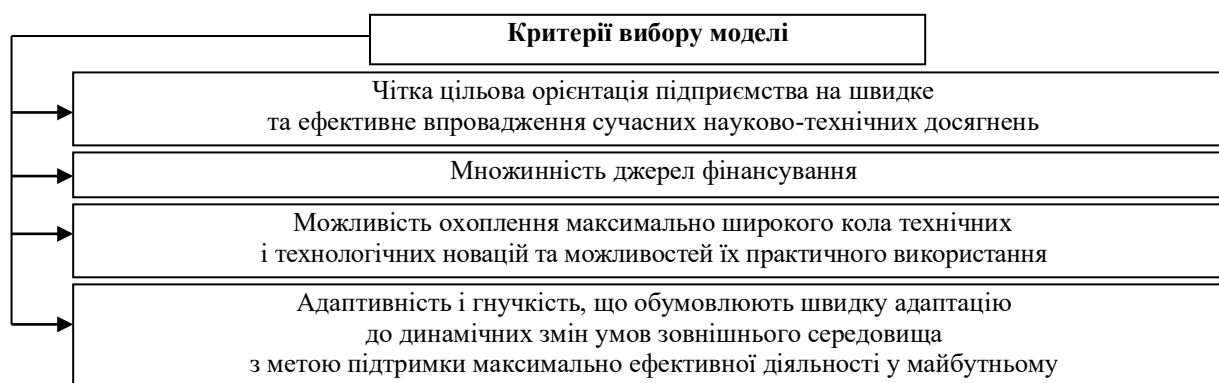 Критерії вибору моделі
Чітка цільова орієнтація підприємства на швидке
та ефективне впровадження сучасних науково-технічних досягнень
Множинність джерел фінансування
Можливість охоплення максимально широкого кола технічних
і технологічних новацій та можливостей їх практичного використання
Адаптивність і гнучкість, що обумовлюють швидку адаптацію
до динамічних змін умов зовнішнього середовища
з метою підтримки максимально ефективної діяльності у майбутньому